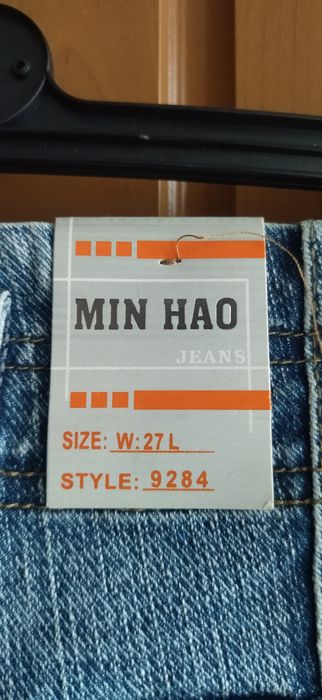 MIN HAO
JEANS
SIZE: W: 27 L
STYLE: 9284